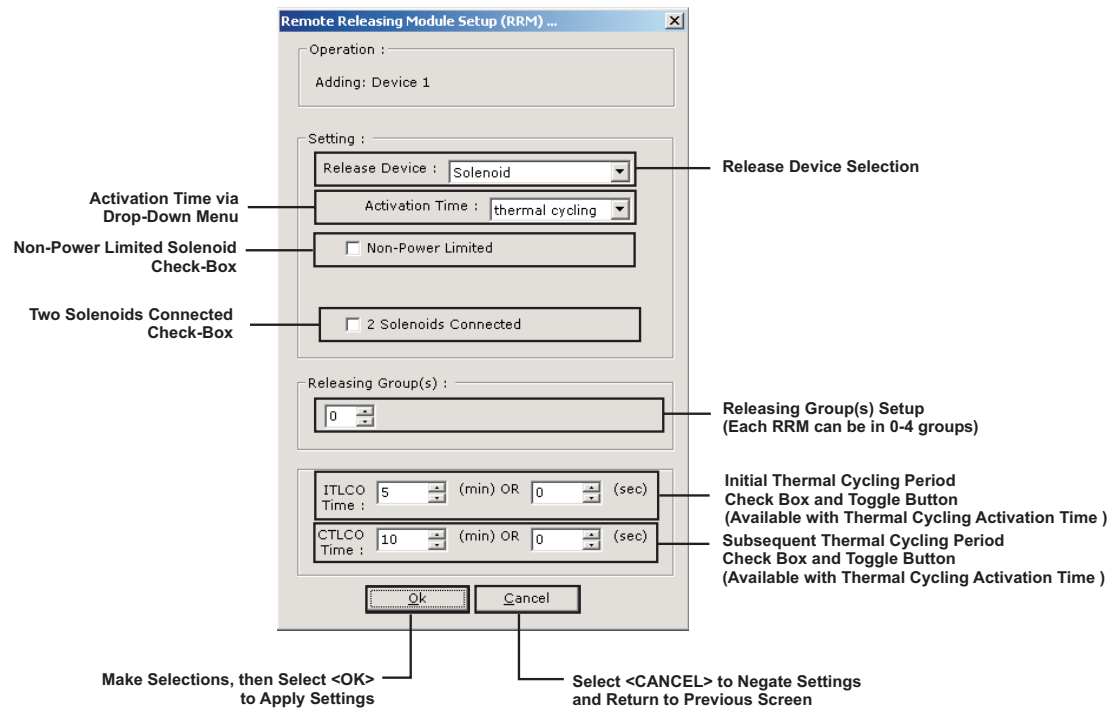 Remote Releasing Module Setup (RRM) ...
Operation :
Adding: Device 1
Setting :
Release Device : Solenoid
Release Device Selection
Activation Time via
Drop-Down Menu
Activation Time : thermal cycling
Non-Power Limited Solenoid
Check-Box
Non-Power Limited
Two Solenoids Connected
Check-Box
2 Solenoids Connected
Releasing Group(s) :
0
Releasing Group(s) Setup
(Each RRM can be in 0-4 groups)
ITLCO
Time :
5 (min) OR 0 (sec)
Initial Thermal Cycling Period
Check Box and Toggle Button
(Available with Thermal Cycling Activation Time )
CTLCO
Time :
10 (min) OR 0 (sec)
Subsequent Thermal Cycling Period
Check Box and Toggle Button
(Available with Thermal Cycling Activation Time )
Ok
Cancel
Make Selections, then Select <OK>
to Apply Settings
Select <CANCEL> to Negate Settings
and Return to Previous Screen